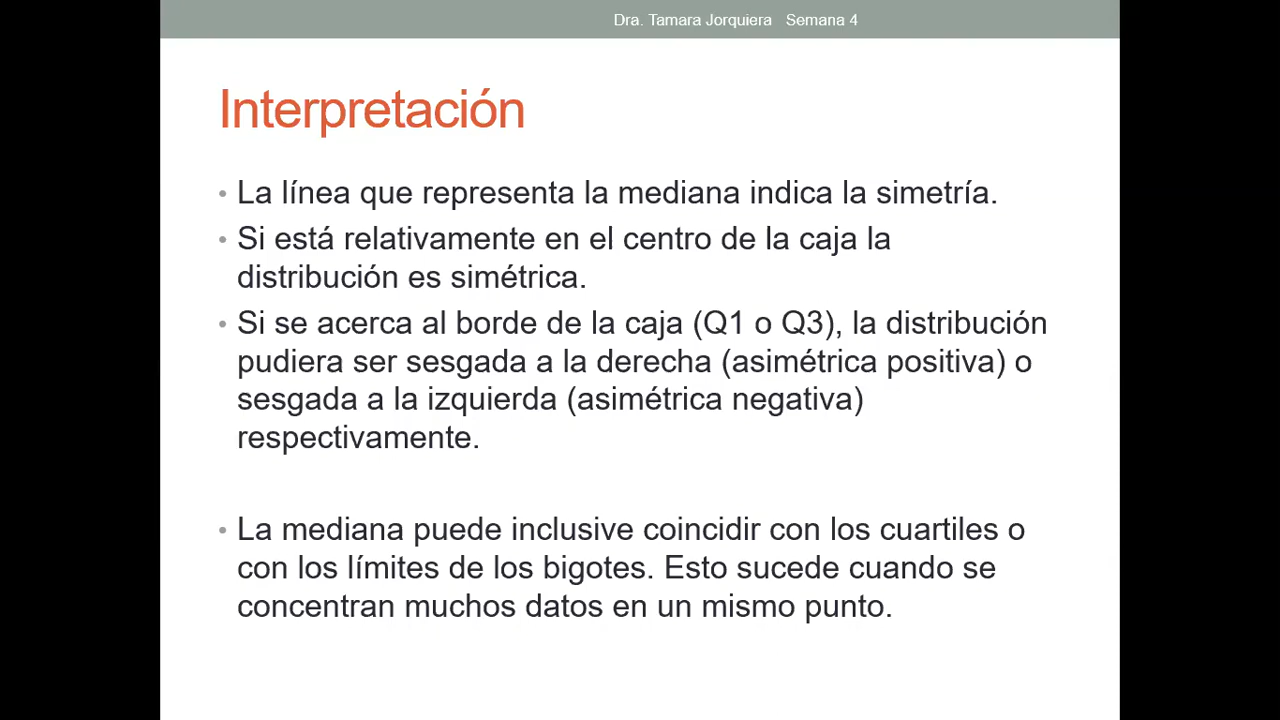 Dra. Tamara Jorquiera Semana 4
Interpretación
• La línea que representa la mediana indica la simetría.
• Si está relativamente en el centro de la caja la
distribución es simétrica.
• Si se acerca al borde de la caja (Q1 o Q3), la distribución
pudiera ser sesgada a la derecha (asimétrica positiva) o
sesgada a la izquierda (asimétrica negativa)
respectivamente.
• La mediana puede inclusive coincidir con los cuartiles o
con los límites de los bigotes. Esto sucede cuando se
concentran muchos datos en un mismo punto.